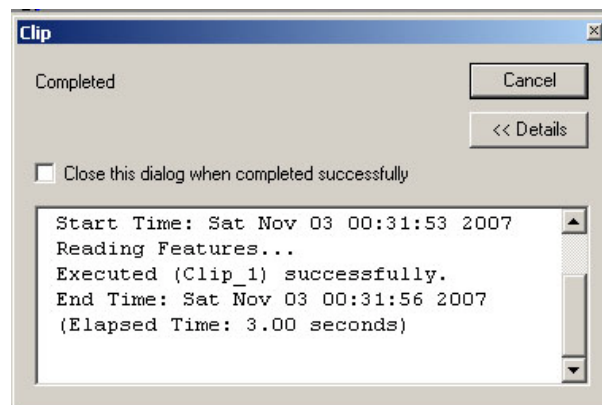 Clip
Completed
Cancel
<< Details
Close this dialog when completed successfully
Start Time: Sat Nov 03 00:31:53 2007
Reading Features...
Executed (Clip_1) successfully.
End Time: Sat Nov 03 00:31:56 2007
(Elapsed Time: 3.00 seconds)